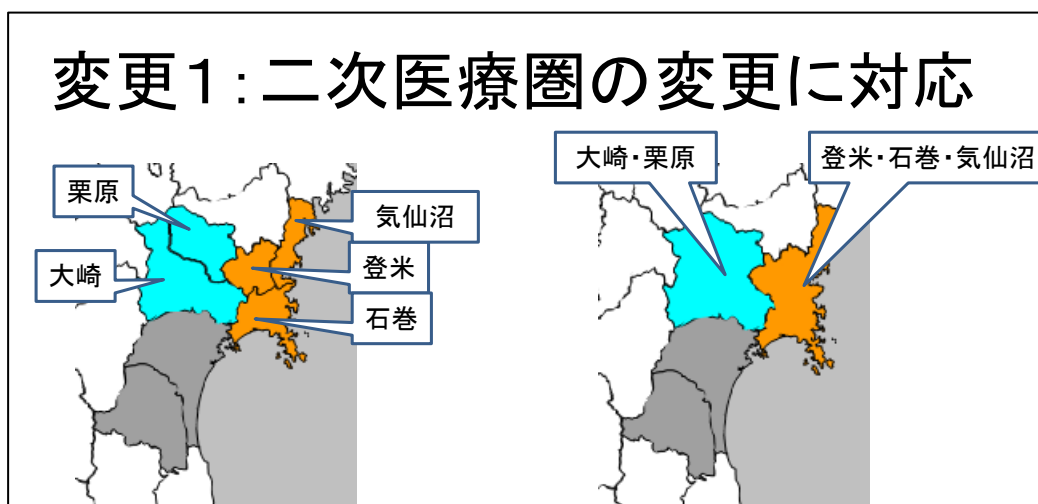 変更1:二次医療圏の変更に対応
栗原
大崎
気仙沼
登米
石巻
大崎・栗原
登米・石巻・気仙沼